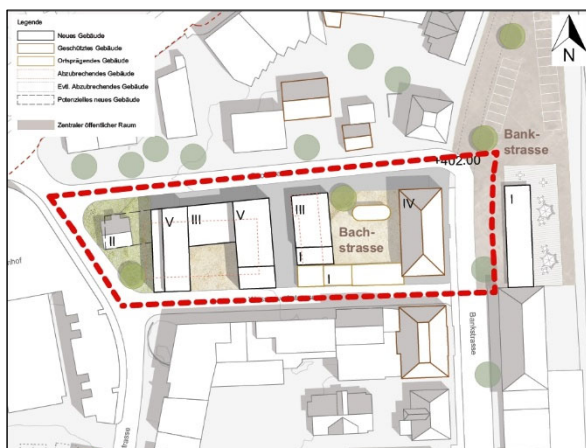 Legende
Neues Gebäude
Geschütztes Gebäude
Ortsprägendes Gebäude
Abzubrechendes Gebäude
Evtl. Abzubrechendes Gebäude
Potenzielles neues Gebäude
Zentraler öffentlicher Raum
N
Bank-
strasse
+402.00
V
III
V
III
IV
I
II
Bach-
strasse
I
I
Bankstrasse
strasse